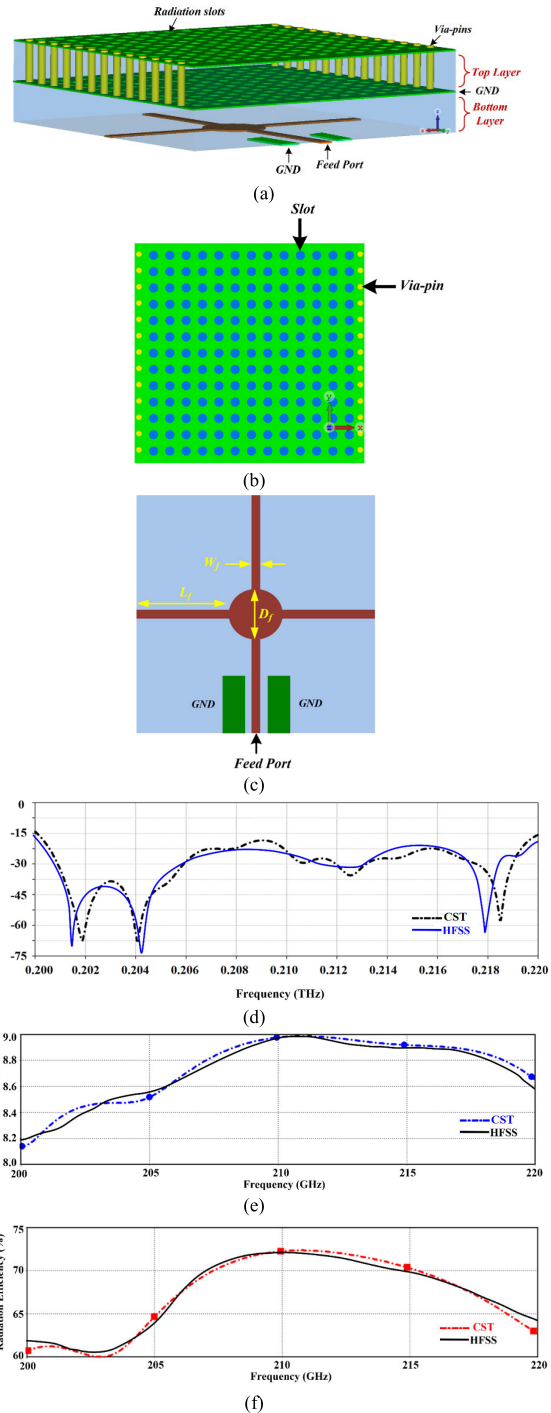 Radiation slots
Via-pins
Top Layer
GND
Bottom
Layer
Feed Port
GND
(a)
Slot
Via-pin
Y
X
(b)
Wf
Lf
Df
GND
GND
Feed Port
(c)
0
-15
-30
-45
-60
-75
CST
HFSS
0.200 0.202 0.204 0.206 0.208 0.210 0.212 0.214 0.216 0.218 0.220
Frequency (THz)
(d)
9.0
8.8
8.6
8.4
8.2
8.0
CST
HFSS
200 205 210 215 220
Frequency (GHz)
(e)
75
70
65
60
Radiation Efficiency (%)
CST
HFSS
200 205 210 215 220
Frequency (GHz)
(f)